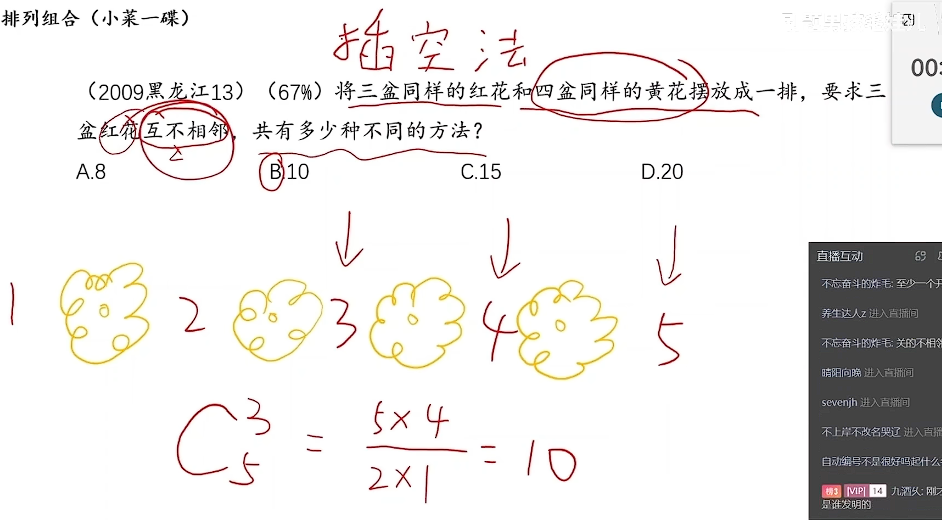 排列组合（小菜一碟）
插空法
00:
（2009黑龙江13）（67%）将三盆同样的红花和四盆同样的黄花摆放成一排，要求三
盆红花互不相邻，共有多少种不同的方法？
A.8 B.10 C.15 D.20
1 2 3 4 5
C 3 5 = 5×4 / 2×1 = 10
直播互动 69
不忘奋斗的炸毛: 至少一个开
养生达人z 进入直播间
不忘奋斗的炸毛: 关的不相邻
晴阳向晚 进入直播间
sevenjh 进入直播间
不上岸不改名哭辽 进入直播
自动编号不是很好吗起什么
榜3 VIP 14 九酒乆: 刚才
是谁发明的